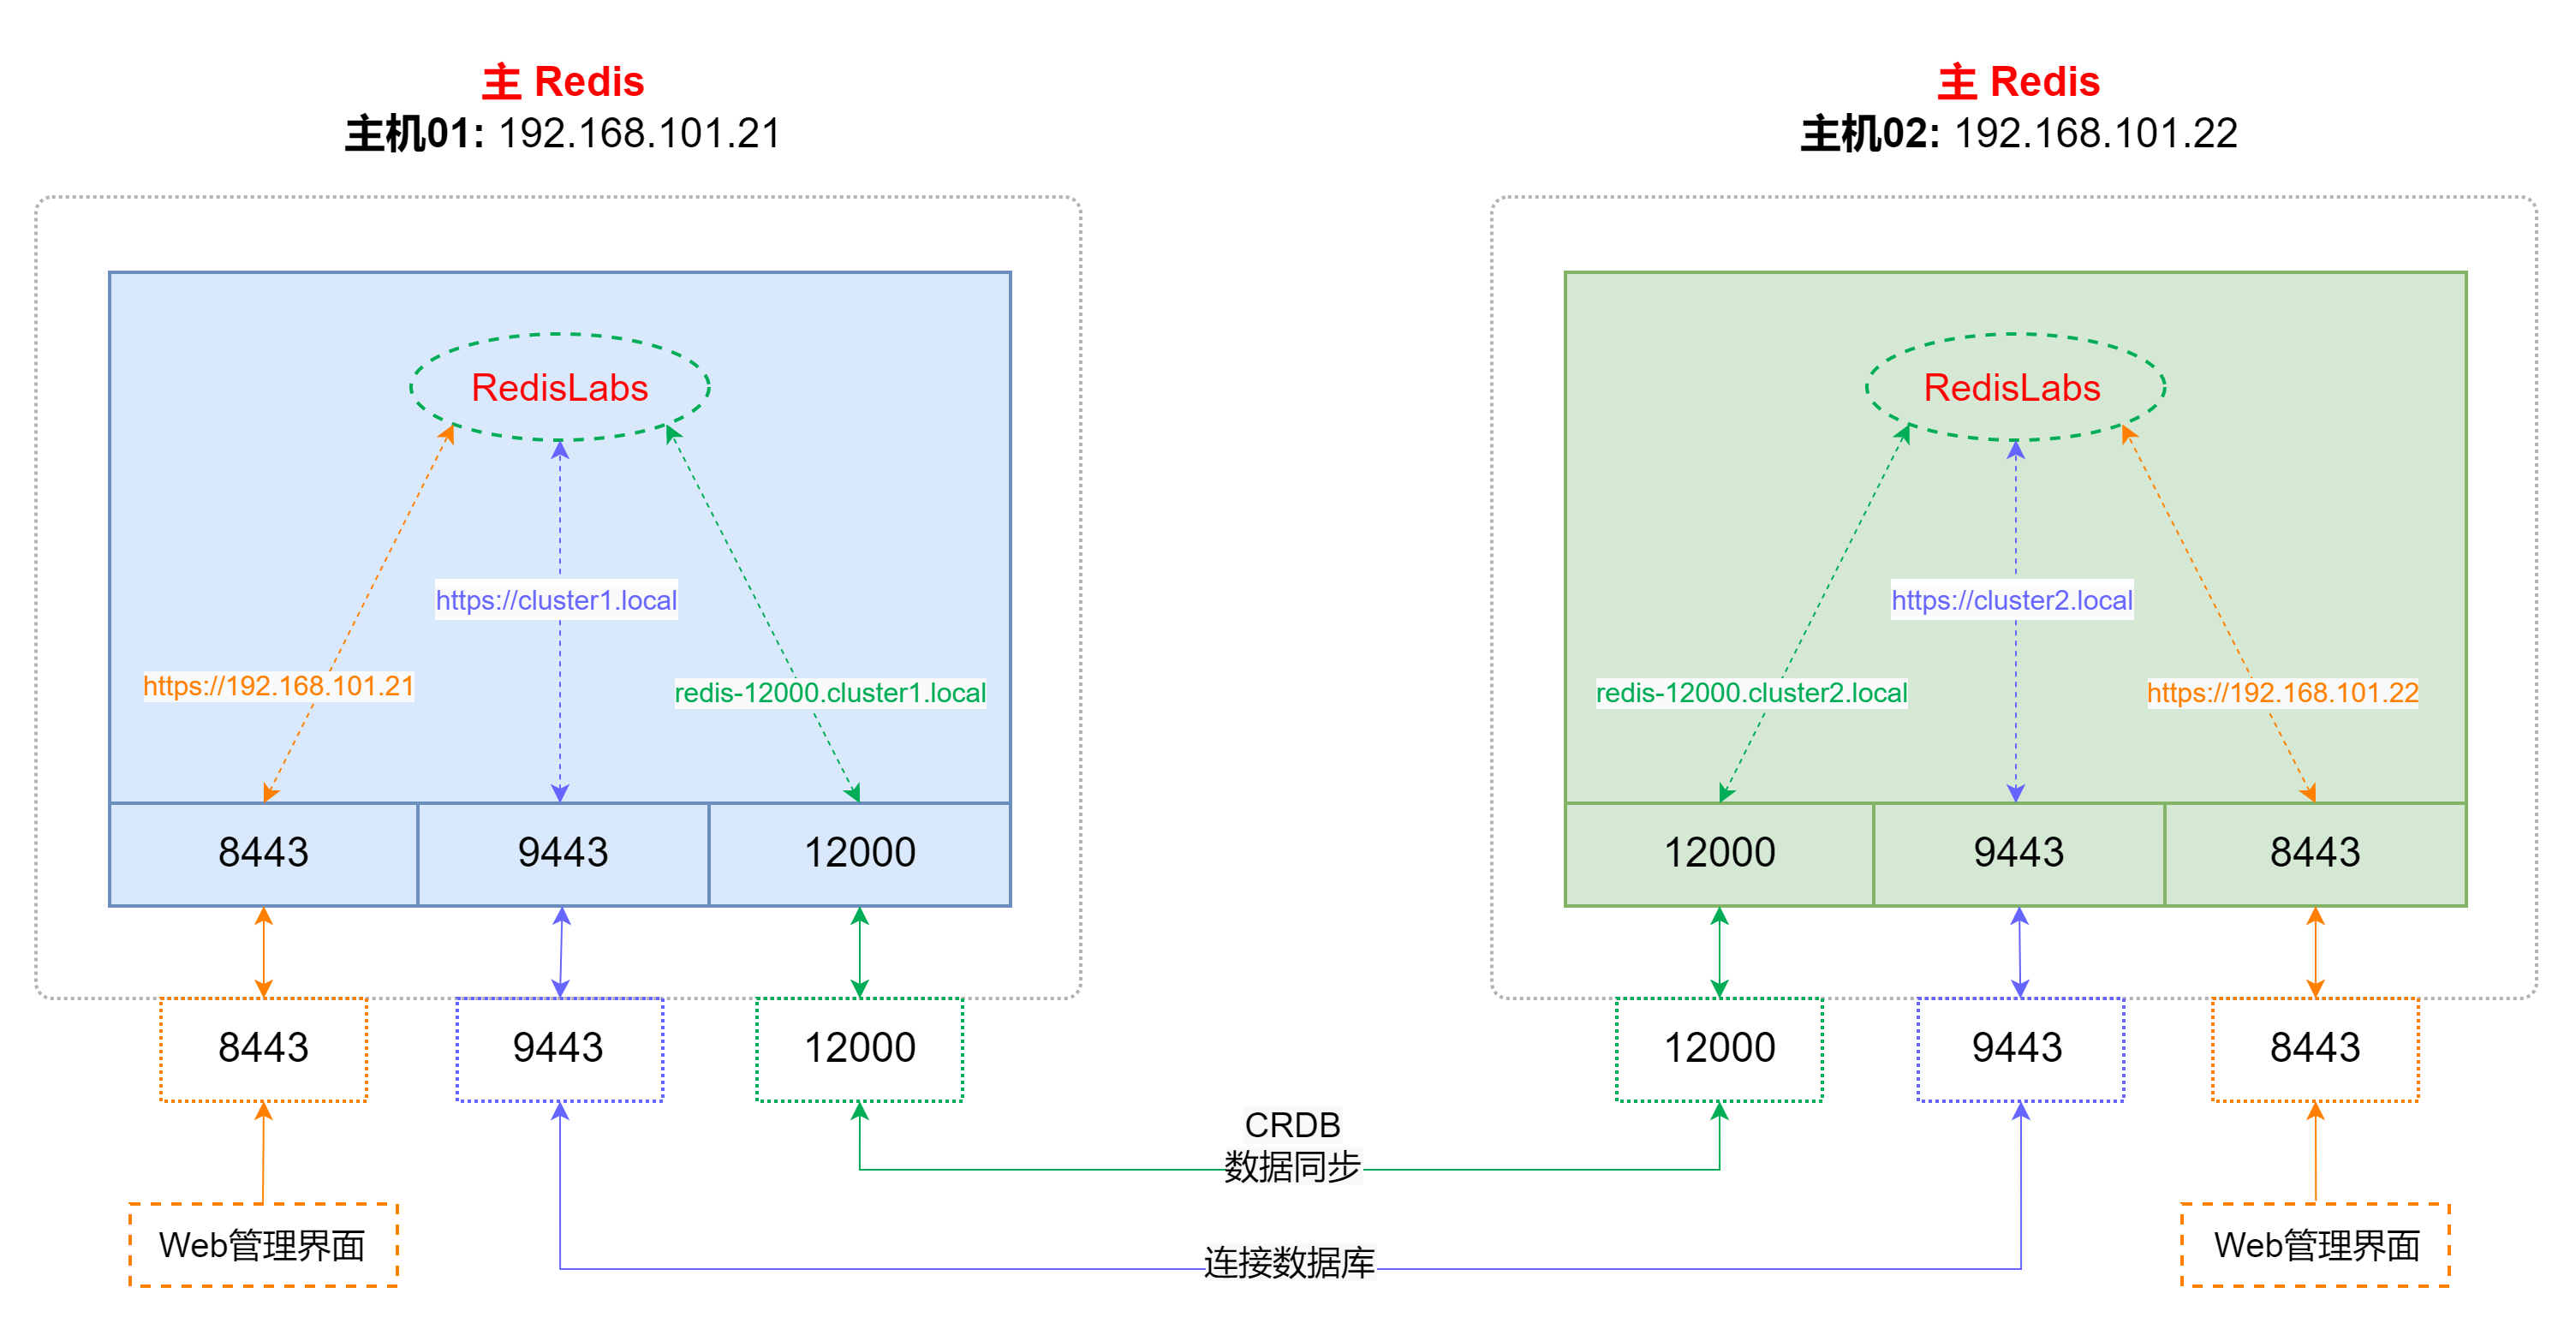 主 Redis
主机01: 192.168.101.21
主 Redis
主机02: 192.168.101.22
RedisLabs
https://cluster1.local
https://192.168.101.21
redis-12000.cluster1.local
8443
9443
12000
8443
9443
12000
Web管理界面
RedisLabs
https://cluster2.local
redis-12000.cluster2.local
https://192.168.101.22
12000
9443
8443
12000
9443
8443
CRDB
数据同步
连接数据库
Web管理界面